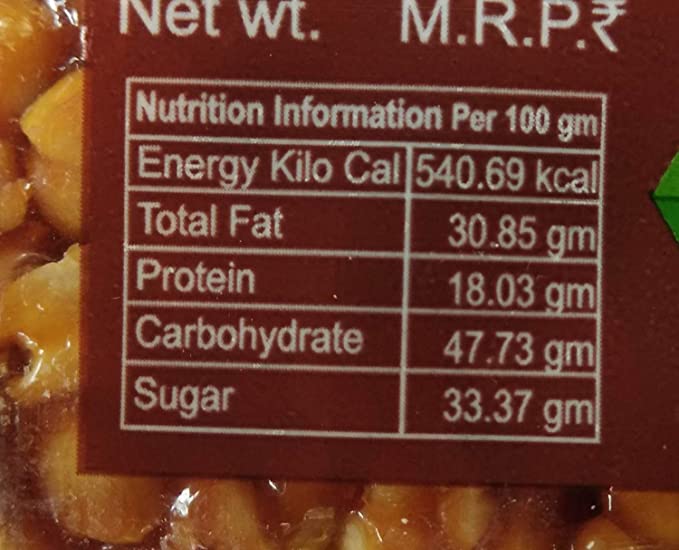 Net wt. M.R.P.₹
Nutrition Information Per 100 gm
Energy Kilo Cal 540.69 kcal
Total Fat 30.85 gm
Protein 18.03 gm
Carbohydrate 47.73 gm
Sugar 33.37 gm